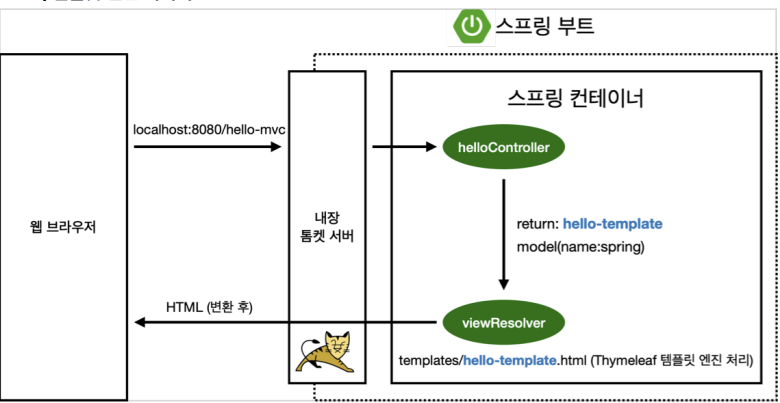 스프링 부트
스프링 컨테이너
localhost:8080/hello-mvc
helloController
웹 브라우저
내장
톰켓 서버
return: hello-template
model(name:spring)
HTML (변환 후)
viewResolver
templates/hello-template.html (Thymeleaf 템플릿 엔진 처리)